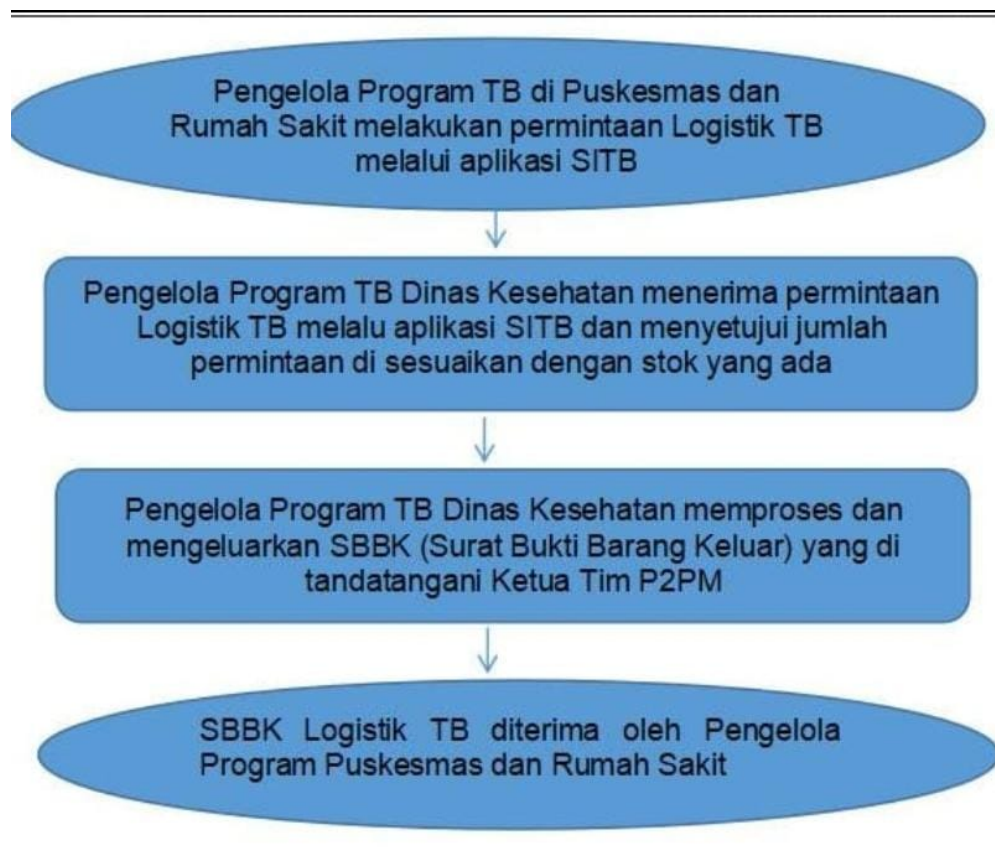 Pengelola Program TB di Puskesmas dan
Rumah Sakit melakukan permintaan Logistik TB
melalui aplikasi SITB
Pengelola Program TB Dinas Kesehatan menerima permintaan
Logistik TB melalu aplikasi SITB dan menyetujui jumlah
permintaan di sesuaikan dengan stok yang ada
Pengelola Program TB Dinas Kesehatan memproses dan
mengeluarkan SBBK (Surat Bukti Barang Keluar) yang di
tandatangani Ketua Tim P2PM
SBBK Logistik TB diterima oleh Pengelola
Program Puskesmas dan Rumah Sakit